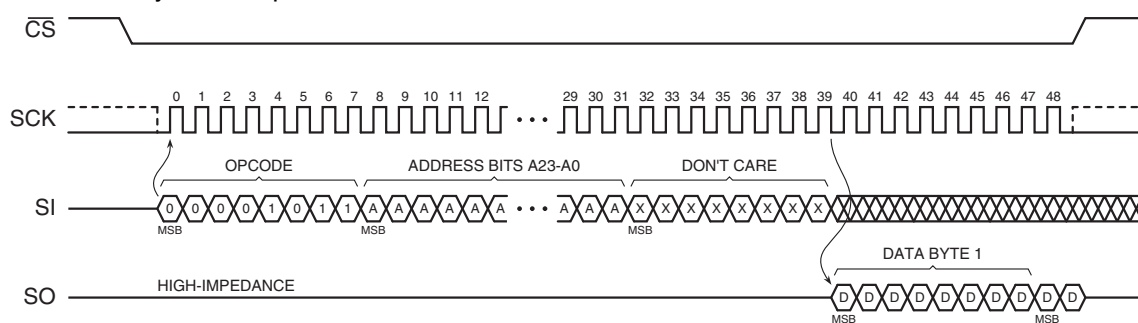 CS
0 1 2 3 4 5 6 7 8 9 10 11 12 29 30 31 32 33 34 35 36 37 38 39 40 41 42 43 44 45 46 47 48
SCK • • •
OPCODE ADDRESS BITS A23-A0 DON'T CARE
SI 0 0 0 0 1 0 1 1 A A A A A A • • • A A A X X X X X X X X
MSB MSB MSB
DATA BYTE 1
HIGH-IMPEDANCE
SO D D D D D D D D D D
MSB MSB